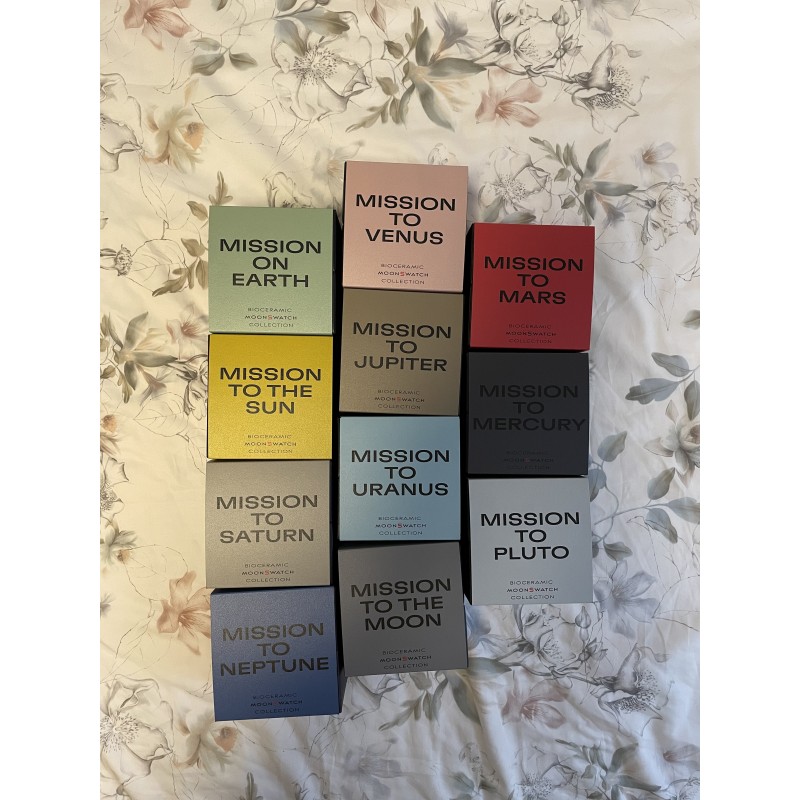 MISSION
TO
VENUS
BIOCERAMIC
MOONSWATCH
COLLECTION
MISSION
ON
EARTH
BIOCERAMIC
MOONSWATCH
COLLECTION
MISSION
TO
MARS
BIOCERAMIC
MOONSWATCH
COLLECTION
MISSION
TO
JUPITER
BIOCERAMIC
MOONSWATCH
COLLECTION
MISSION
TO THE
SUN
BIOCERAMIC
MOONSWATCH
COLLECTION
MISSION
TO
MERCURY
BIOCERAMIC
MOONSWATCH
COLLECTION
MISSION
TO
URANUS
BIOCERAMIC
MOONSWATCH
COLLECTION
MISSION
TO
SATURN
BIOCERAMIC
MOONSWATCH
COLLECTION
MISSION
TO
PLUTO
BIOCERAMIC
MOONSWATCH
COLLECTION
MISSION
TO THE
MOON
BIOCERAMIC
MOONSWATCH
COLLECTION
MISSION
TO
NEPTUNE
BIOCERAMIC
MOONSWATCH
COLLECTION